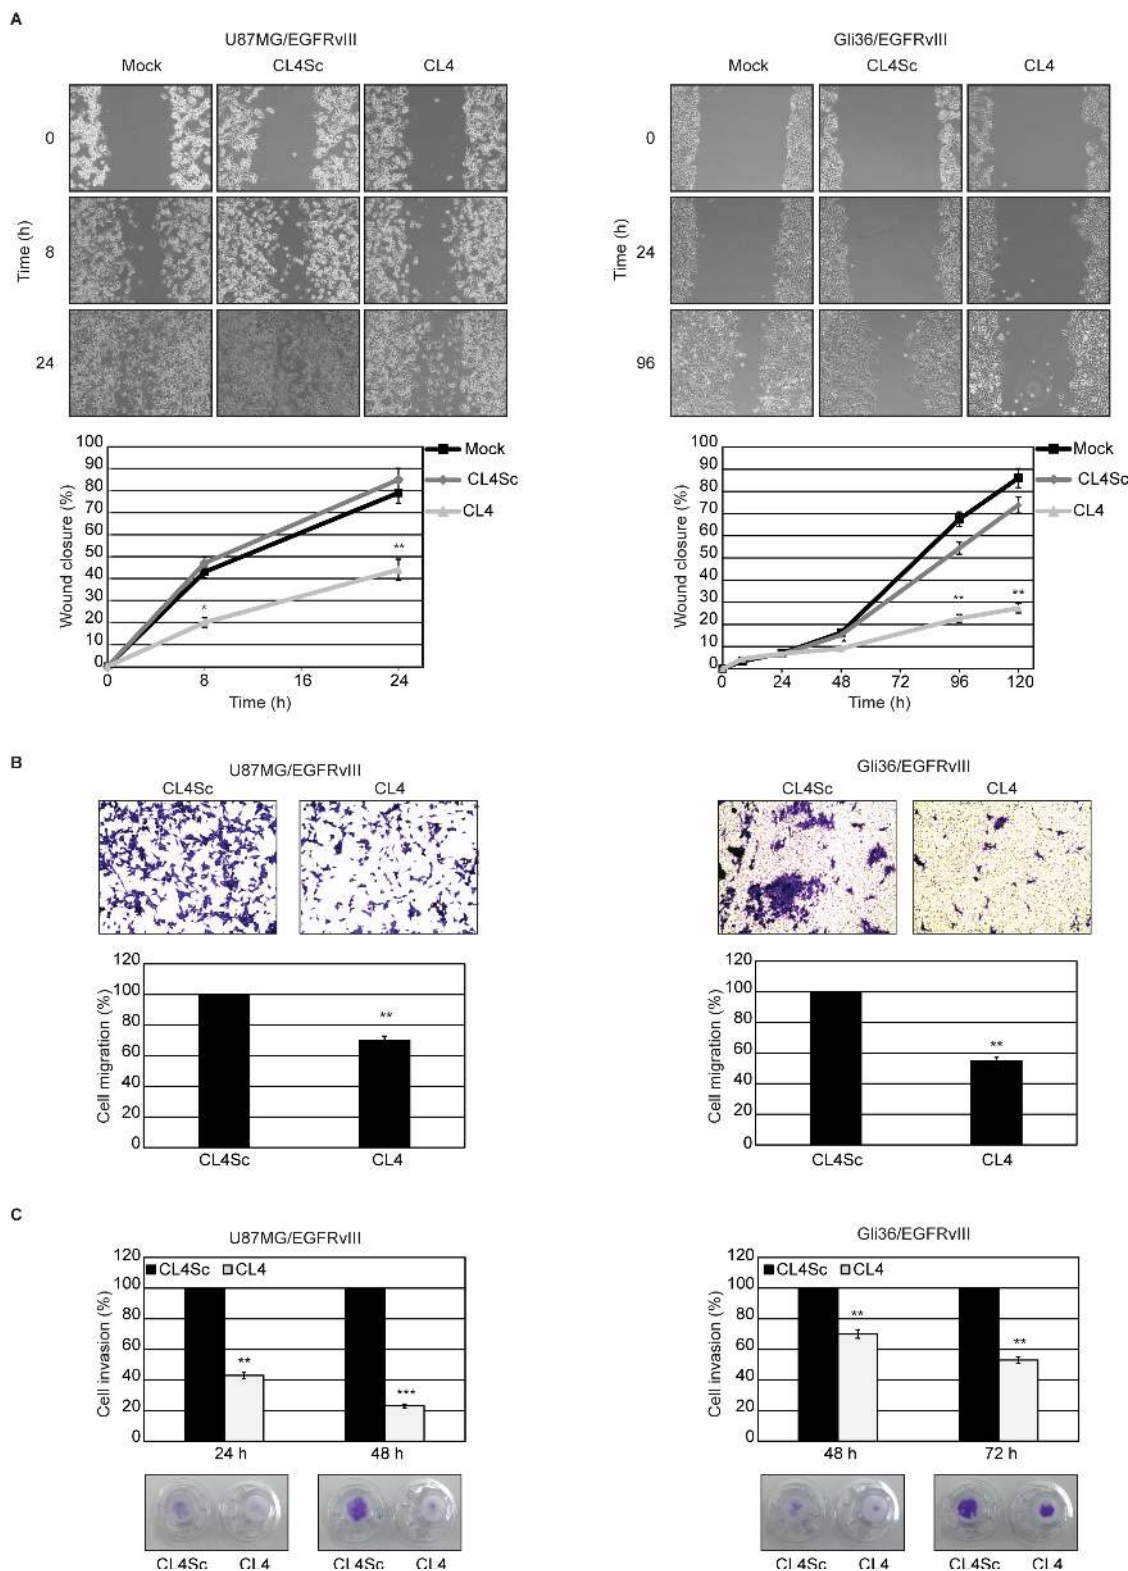 A
U87MG/EGFRvIII
Mock CL4Sc CL4
Time (h)
0
8
24
100
90
80
70
60
50
40
30
20
10
0
Wound closure (%)
Mock
CL4Sc
CL4
*
**
0 8 16 24
Time (h)
Gli36/EGFRvIII
Mock CL4Sc CL4
Time (h)
0
24
96
100
90
80
70
60
50
40
30
20
10
0
Wound closure (%)
Mock
CL4Sc
CL4
*
**
**
0 24 48 72 96 120
Time (h)
B
U87MG/EGFRvIII
CL4Sc CL4
120
100
80
60
40
20
0
Cell migration (%)
**
CL4Sc CL4
Gli36/EGFRvIII
CL4Sc CL4
120
100
80
60
40
20
0
Cell migration (%)
**
CL4Sc CL4
C
U87MG/EGFRvIII
120
100
80
60
40
20
0
Cell invasion (%)
CL4Sc CL4
**
***
24 h 48 h
CL4Sc CL4 CL4Sc CL4
Gli36/EGFRvIII
120
100
80
60
40
20
0
Cell invasion (%)
CL4Sc CL4
**
**
48 h 72 h
CL4Sc CL4 CL4Sc CL4